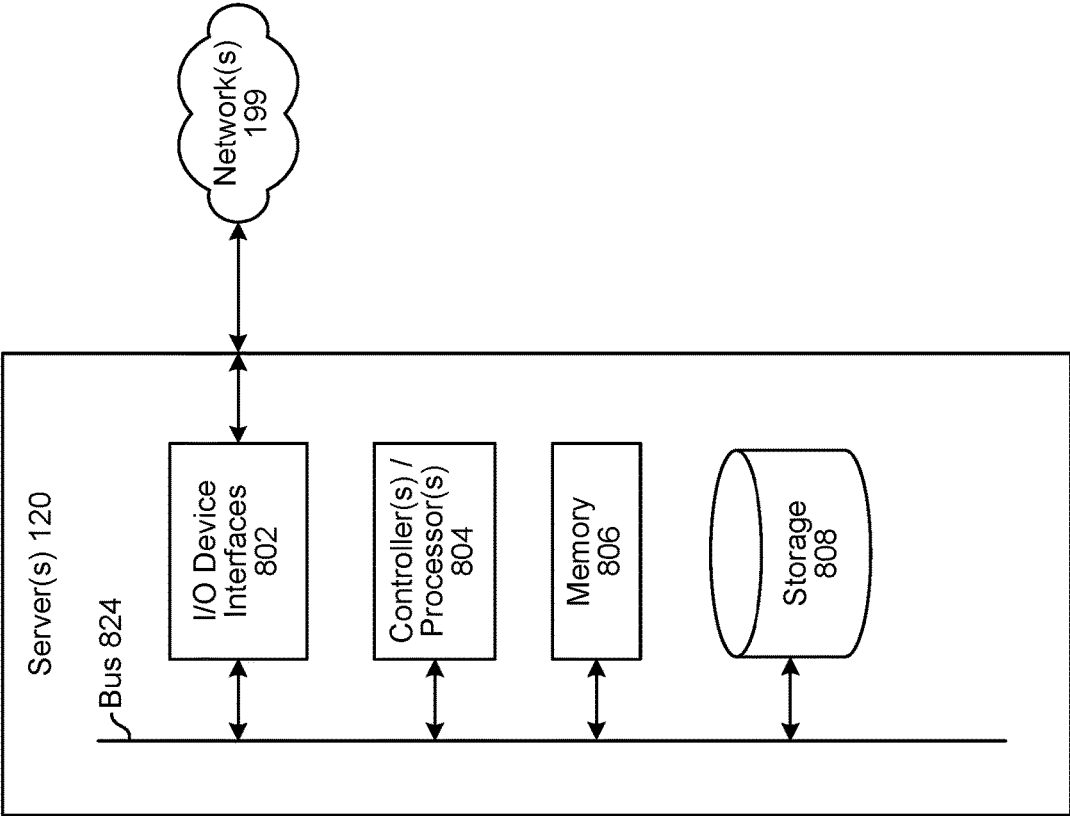 Server(s) 120
Bus 824
I/O Device
Interfaces
802
Controller(s) /
Processor(s)
804
Memory
806
Storage
808
Network(s)
199